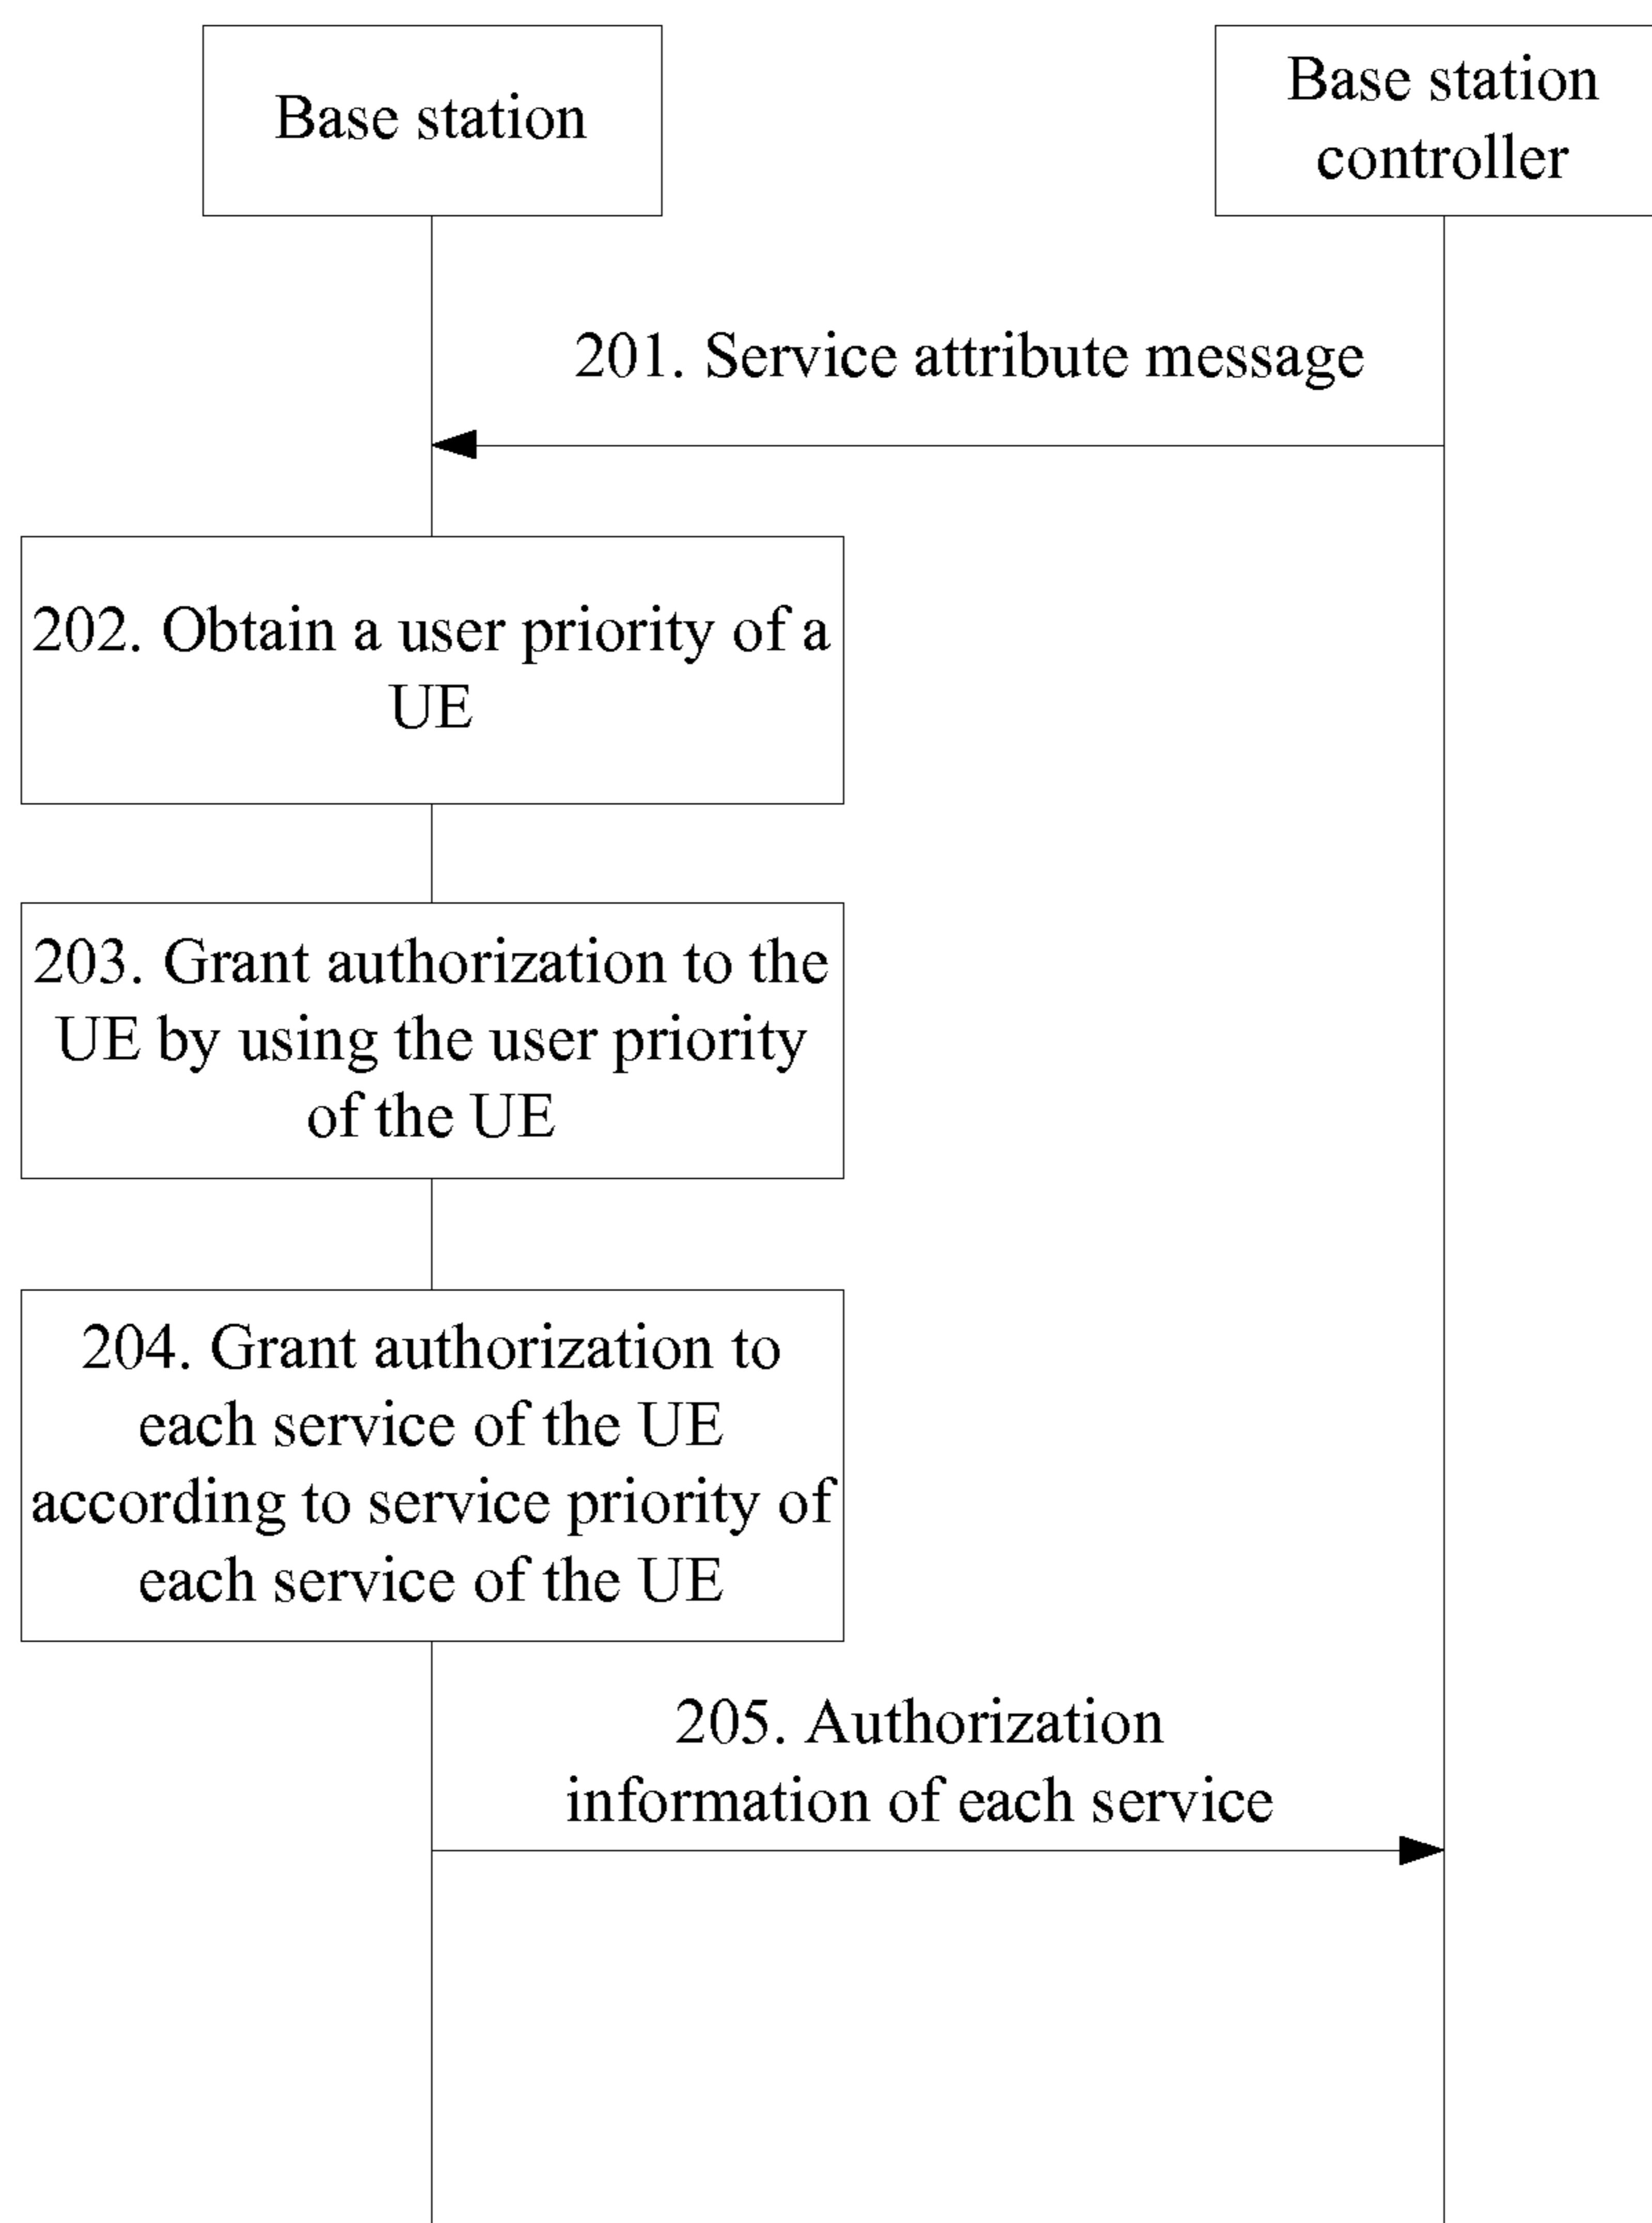 Base station
Base station
controller
201. Service attribute message
202. Obtain a user priority of a
UE
203. Grant authorization to the
UE by using the user priority
of the UE
204. Grant authorization to
each service of the UE
according to service priority of
each service of the UE
205. Authorization
information of each service